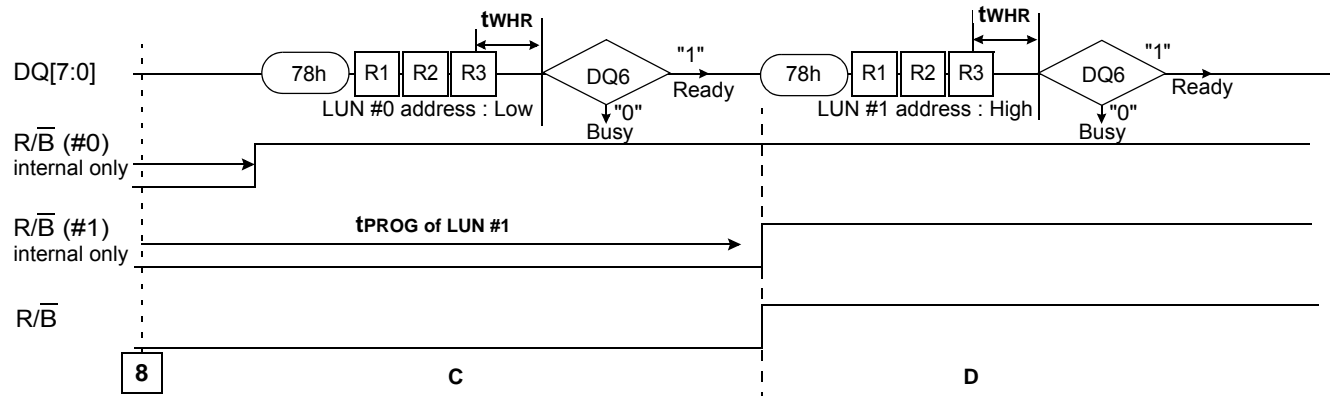 tWHR tWHR
DQ[7:0] 78h R1 R2 R3 DQ6 "1" Ready 78h R1 R2 R3 DQ6 "1" Ready
LUN #0 address : Low "0" Busy LUN #1 address : High "0" Busy
R/B̅ (#0)
internal only
R/B̅ (#1) tPROG of LUN #1
internal only
R/B̅
8 C D